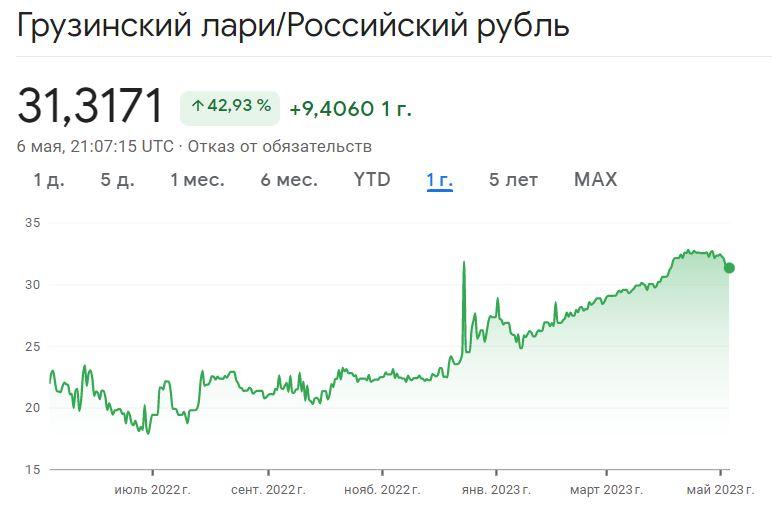 Грузинский лари/Российский рубль
31,3171 ↑ 42,93 % +9,4060 1 г.
6 мая, 21:07:15 UTC · Отказ от обязательств
1 д. 5 д. 1 мес. 6 мес. YTD 1 г. 5 лет MAX
35
30
25
20
15
июль 2022 г. сент. 2022 г. нояб. 2022 г. янв. 2023 г. март 2023 г. май 2023 г.